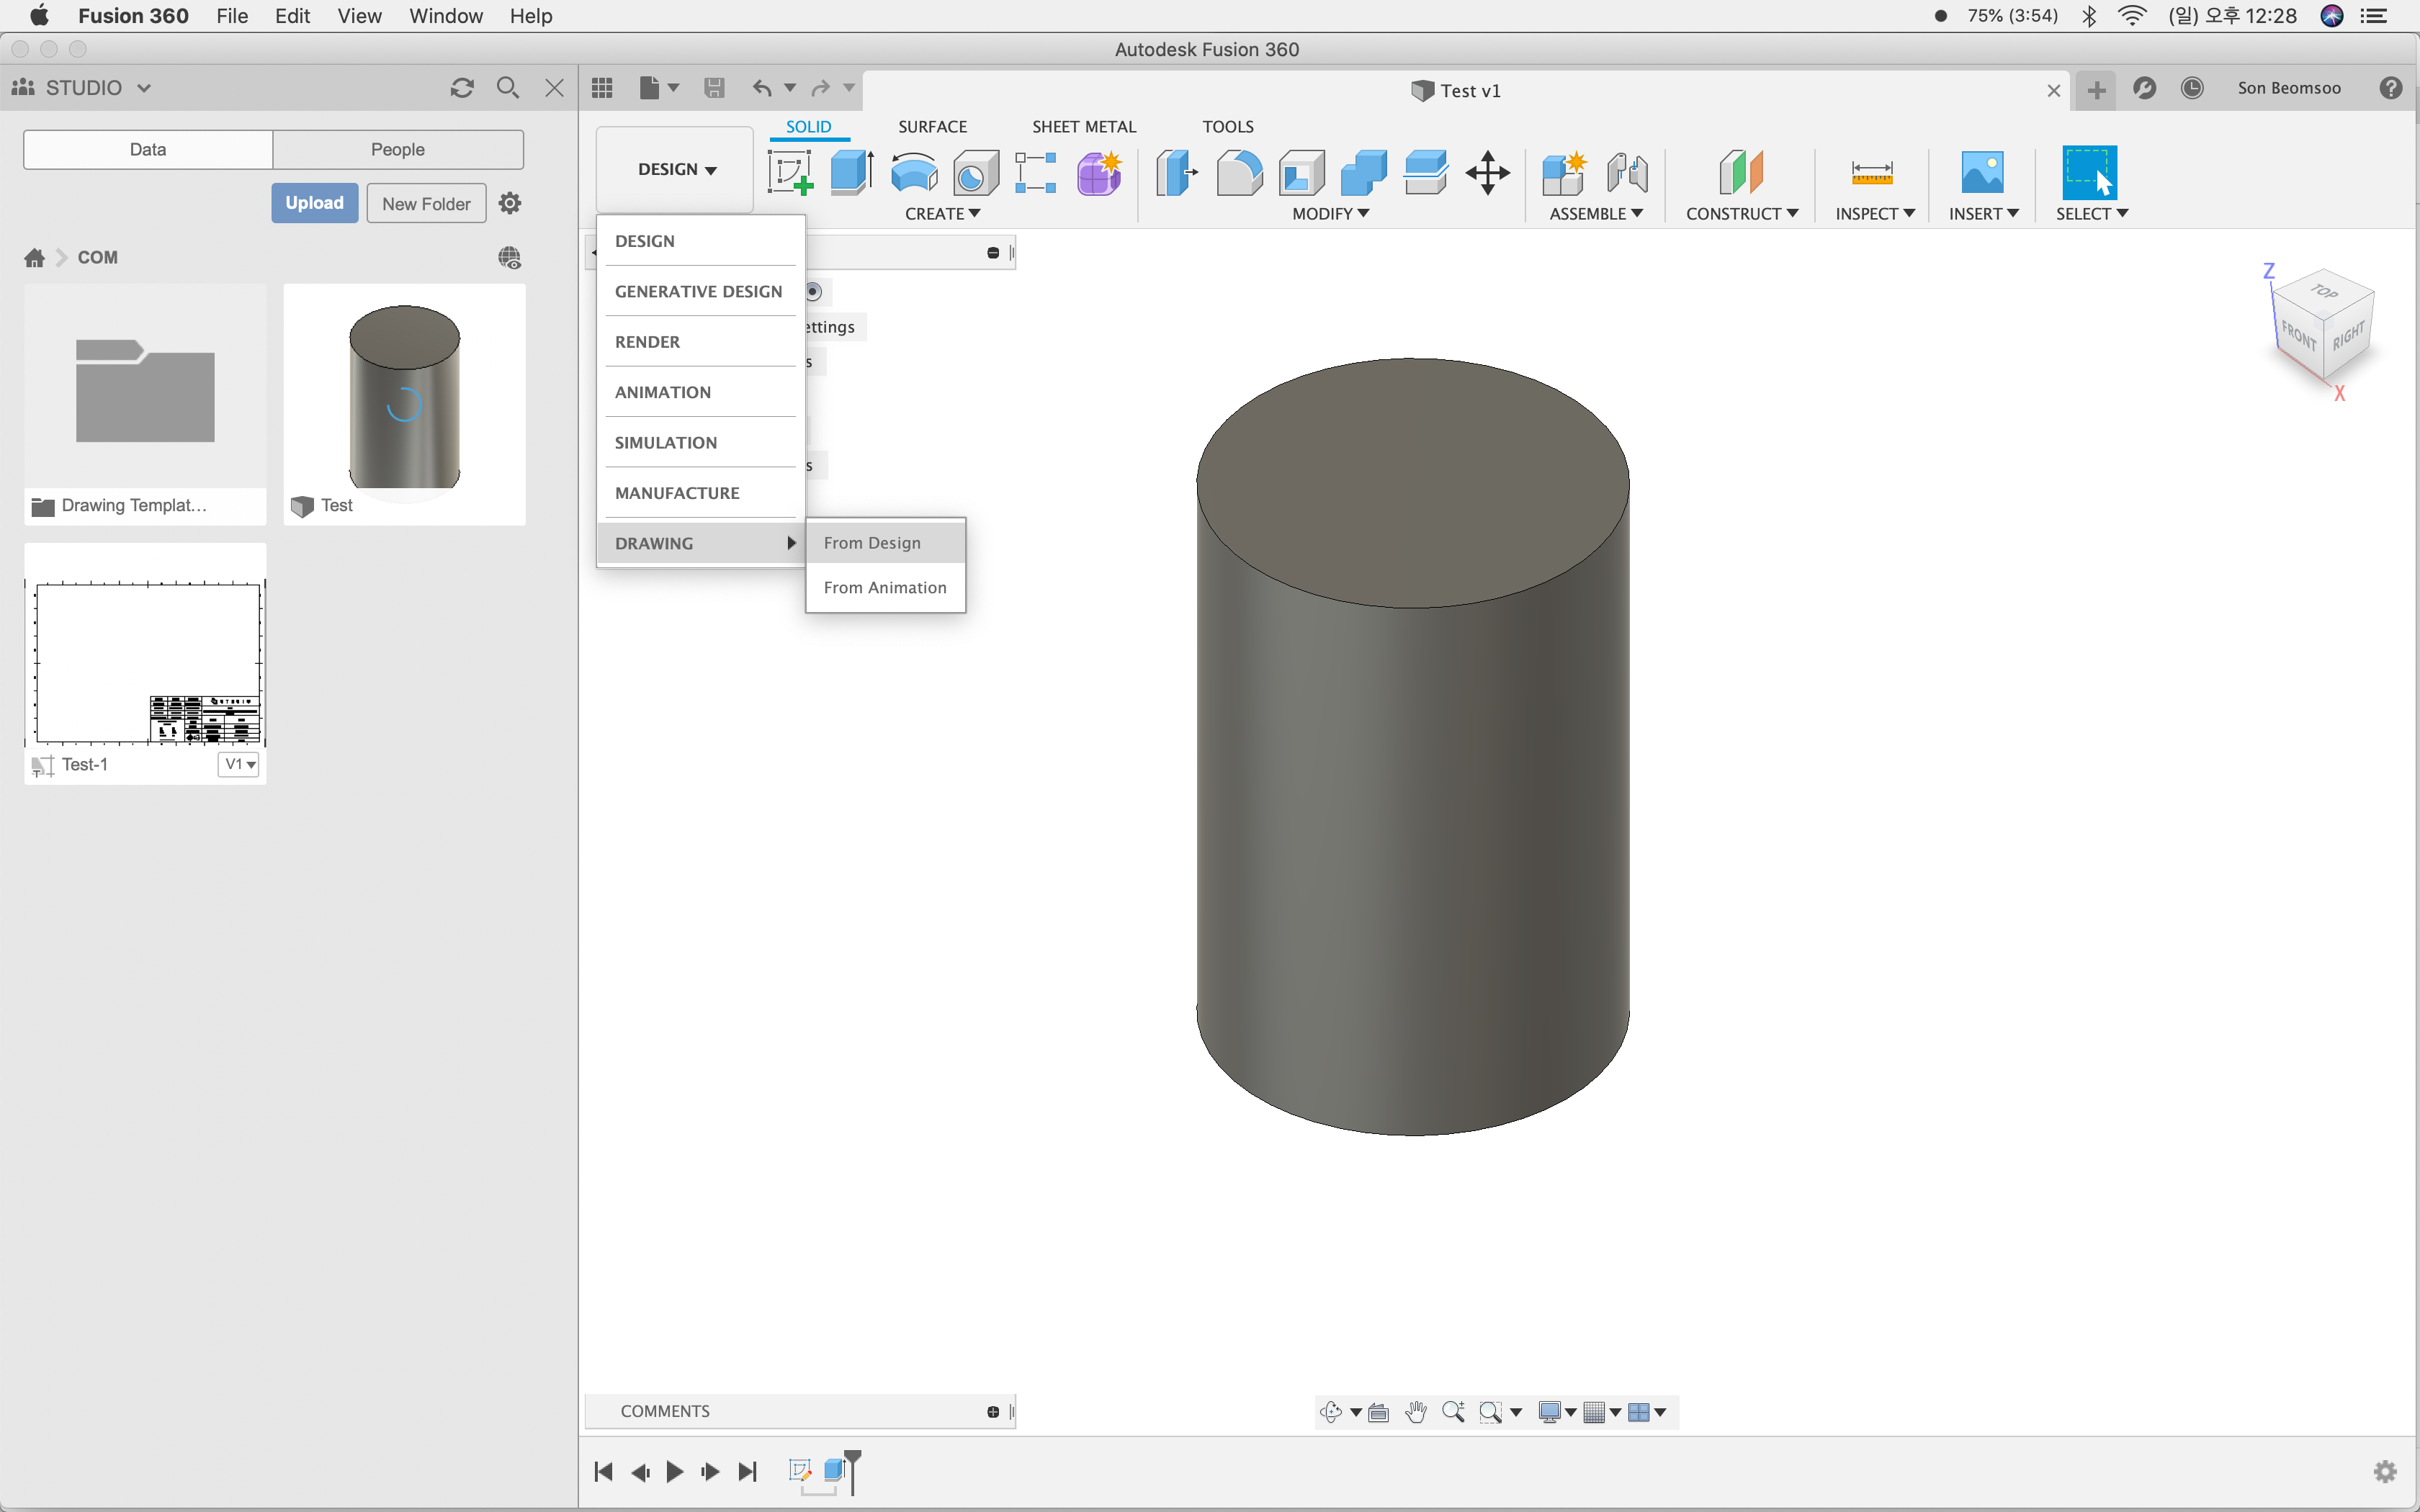 Fusion 360 File Edit View Window Help 75% (3:54) (일) 오후 12:28
Autodesk Fusion 360
STUDIO
Test v1
Son Beomsoo
Data People
Upload New Folder
COM
Drawing Templat...
Test
Test-1 V1
SOLID SURFACE SHEET METAL TOOLS
DESIGN
CREATE MODIFY ASSEMBLE CONSTRUCT INSPECT INSERT SELECT
DESIGN
GENERATIVE DESIGN
RENDER
ANIMATION
SIMULATION
MANUFACTURE
DRAWING
From Design
From Animation
ettings
s
s
Z
TOP
FRONT RIGHT
X
COMMENTS